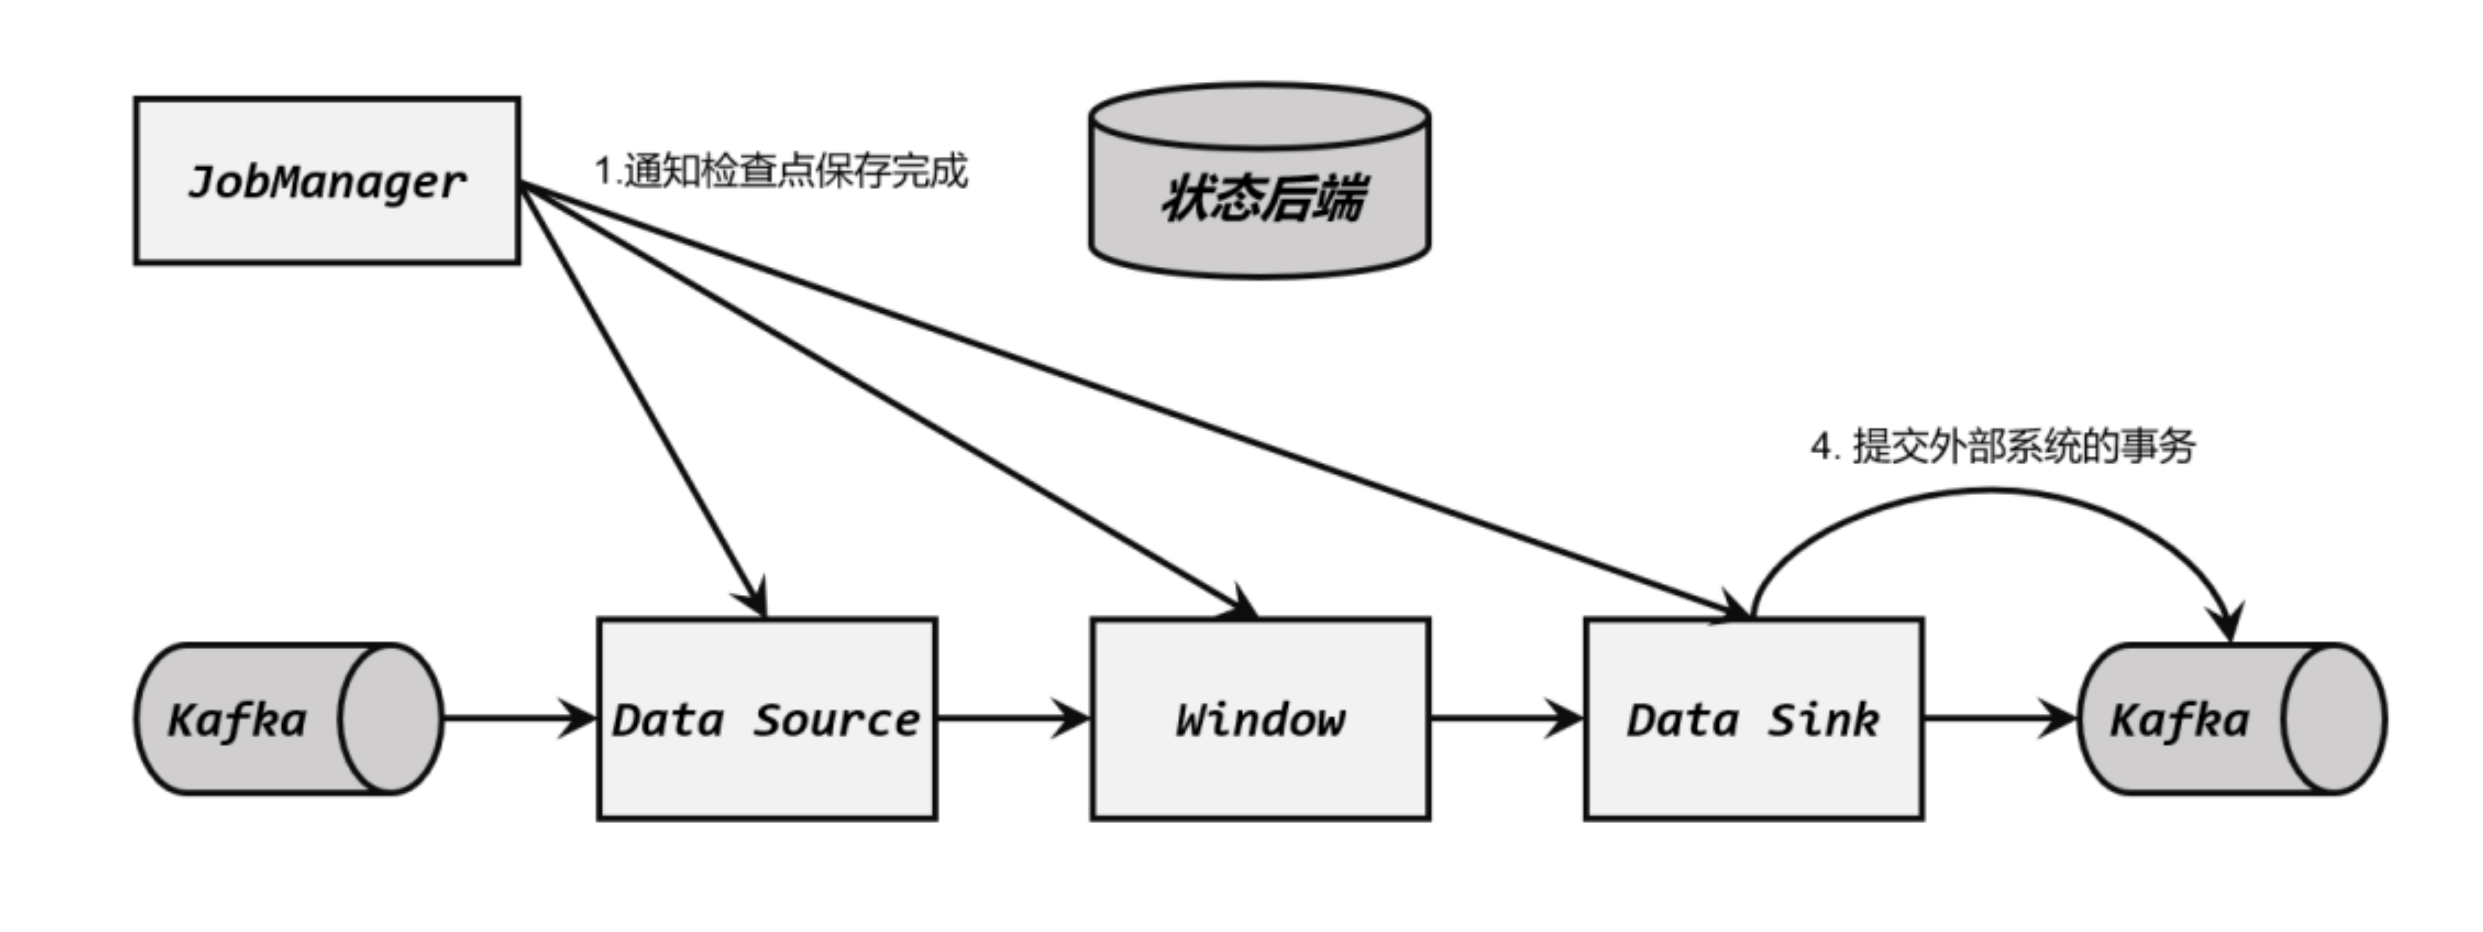 JobManager
1.通知检查点保存完成
状态后端
4. 提交外部系统的事务
Kafka
Data Source
Window
Data Sink
Kafka